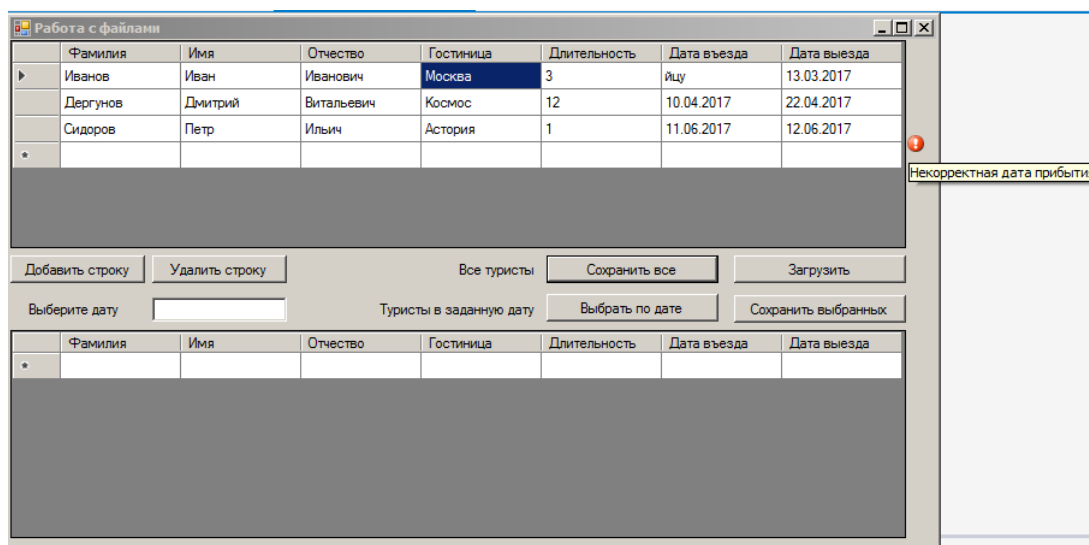 Работа с файлами
Фамилия Имя Отчество Гостиница Длительность Дата въезда Дата выезда
Иванов Иван Иванович Москва 3 йцу 13.03.2017
Дергунов Дмитрий Витальевич Космос 12 10.04.2017 22.04.2017
Сидоров Петр Ильич Астория 1 11.06.2017 12.06.2017
Некорректная дата прибыти
Добавить строку Удалить строку Все туристы Сохранить все Загрузить
Выберите дату Туристы в заданную дату Выбрать по дате Сохранить выбранных
Фамилия Имя Отчество Гостиница Длительность Дата въезда Дата выезда